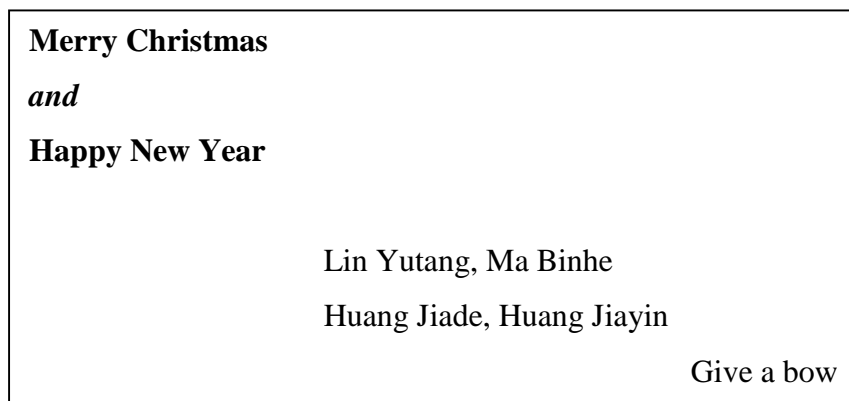 Merry Christmas
and
Happy New Year
Lin Yutang, Ma Binhe
Huang Jiade, Huang Jiayin
Give a bow